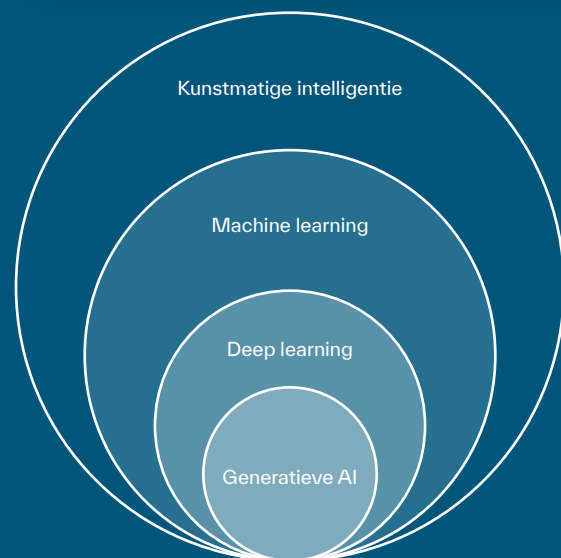 Kunstmatige intelligentie
Machine learning
Deep learning
Generatieve AI